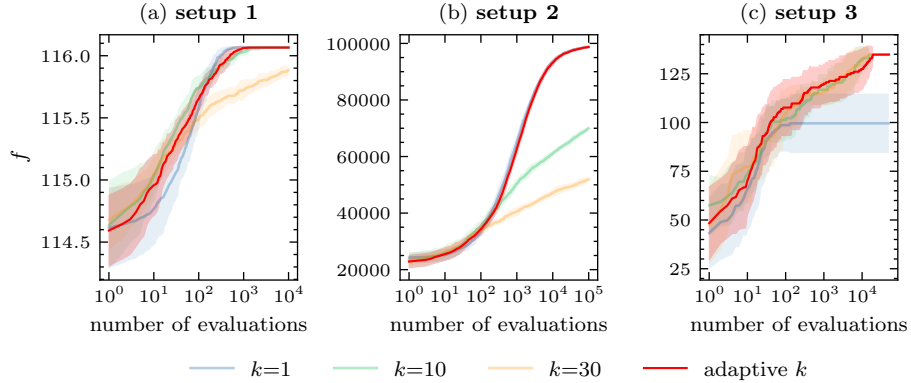 (a) setup 1
(b) setup 2
(c) setup 3
f
116.0
115.5
115.0
114.5
10^0 10^1 10^2 10^3 10^4
number of evaluations
100000
80000
60000
40000
20000
10^0 10^1 10^2 10^3 10^4 10^5
number of evaluations
125
100
75
50
25
10^0 10^1 10^2 10^3 10^4
number of evaluations
k=1 k=10 k=30 adaptive k